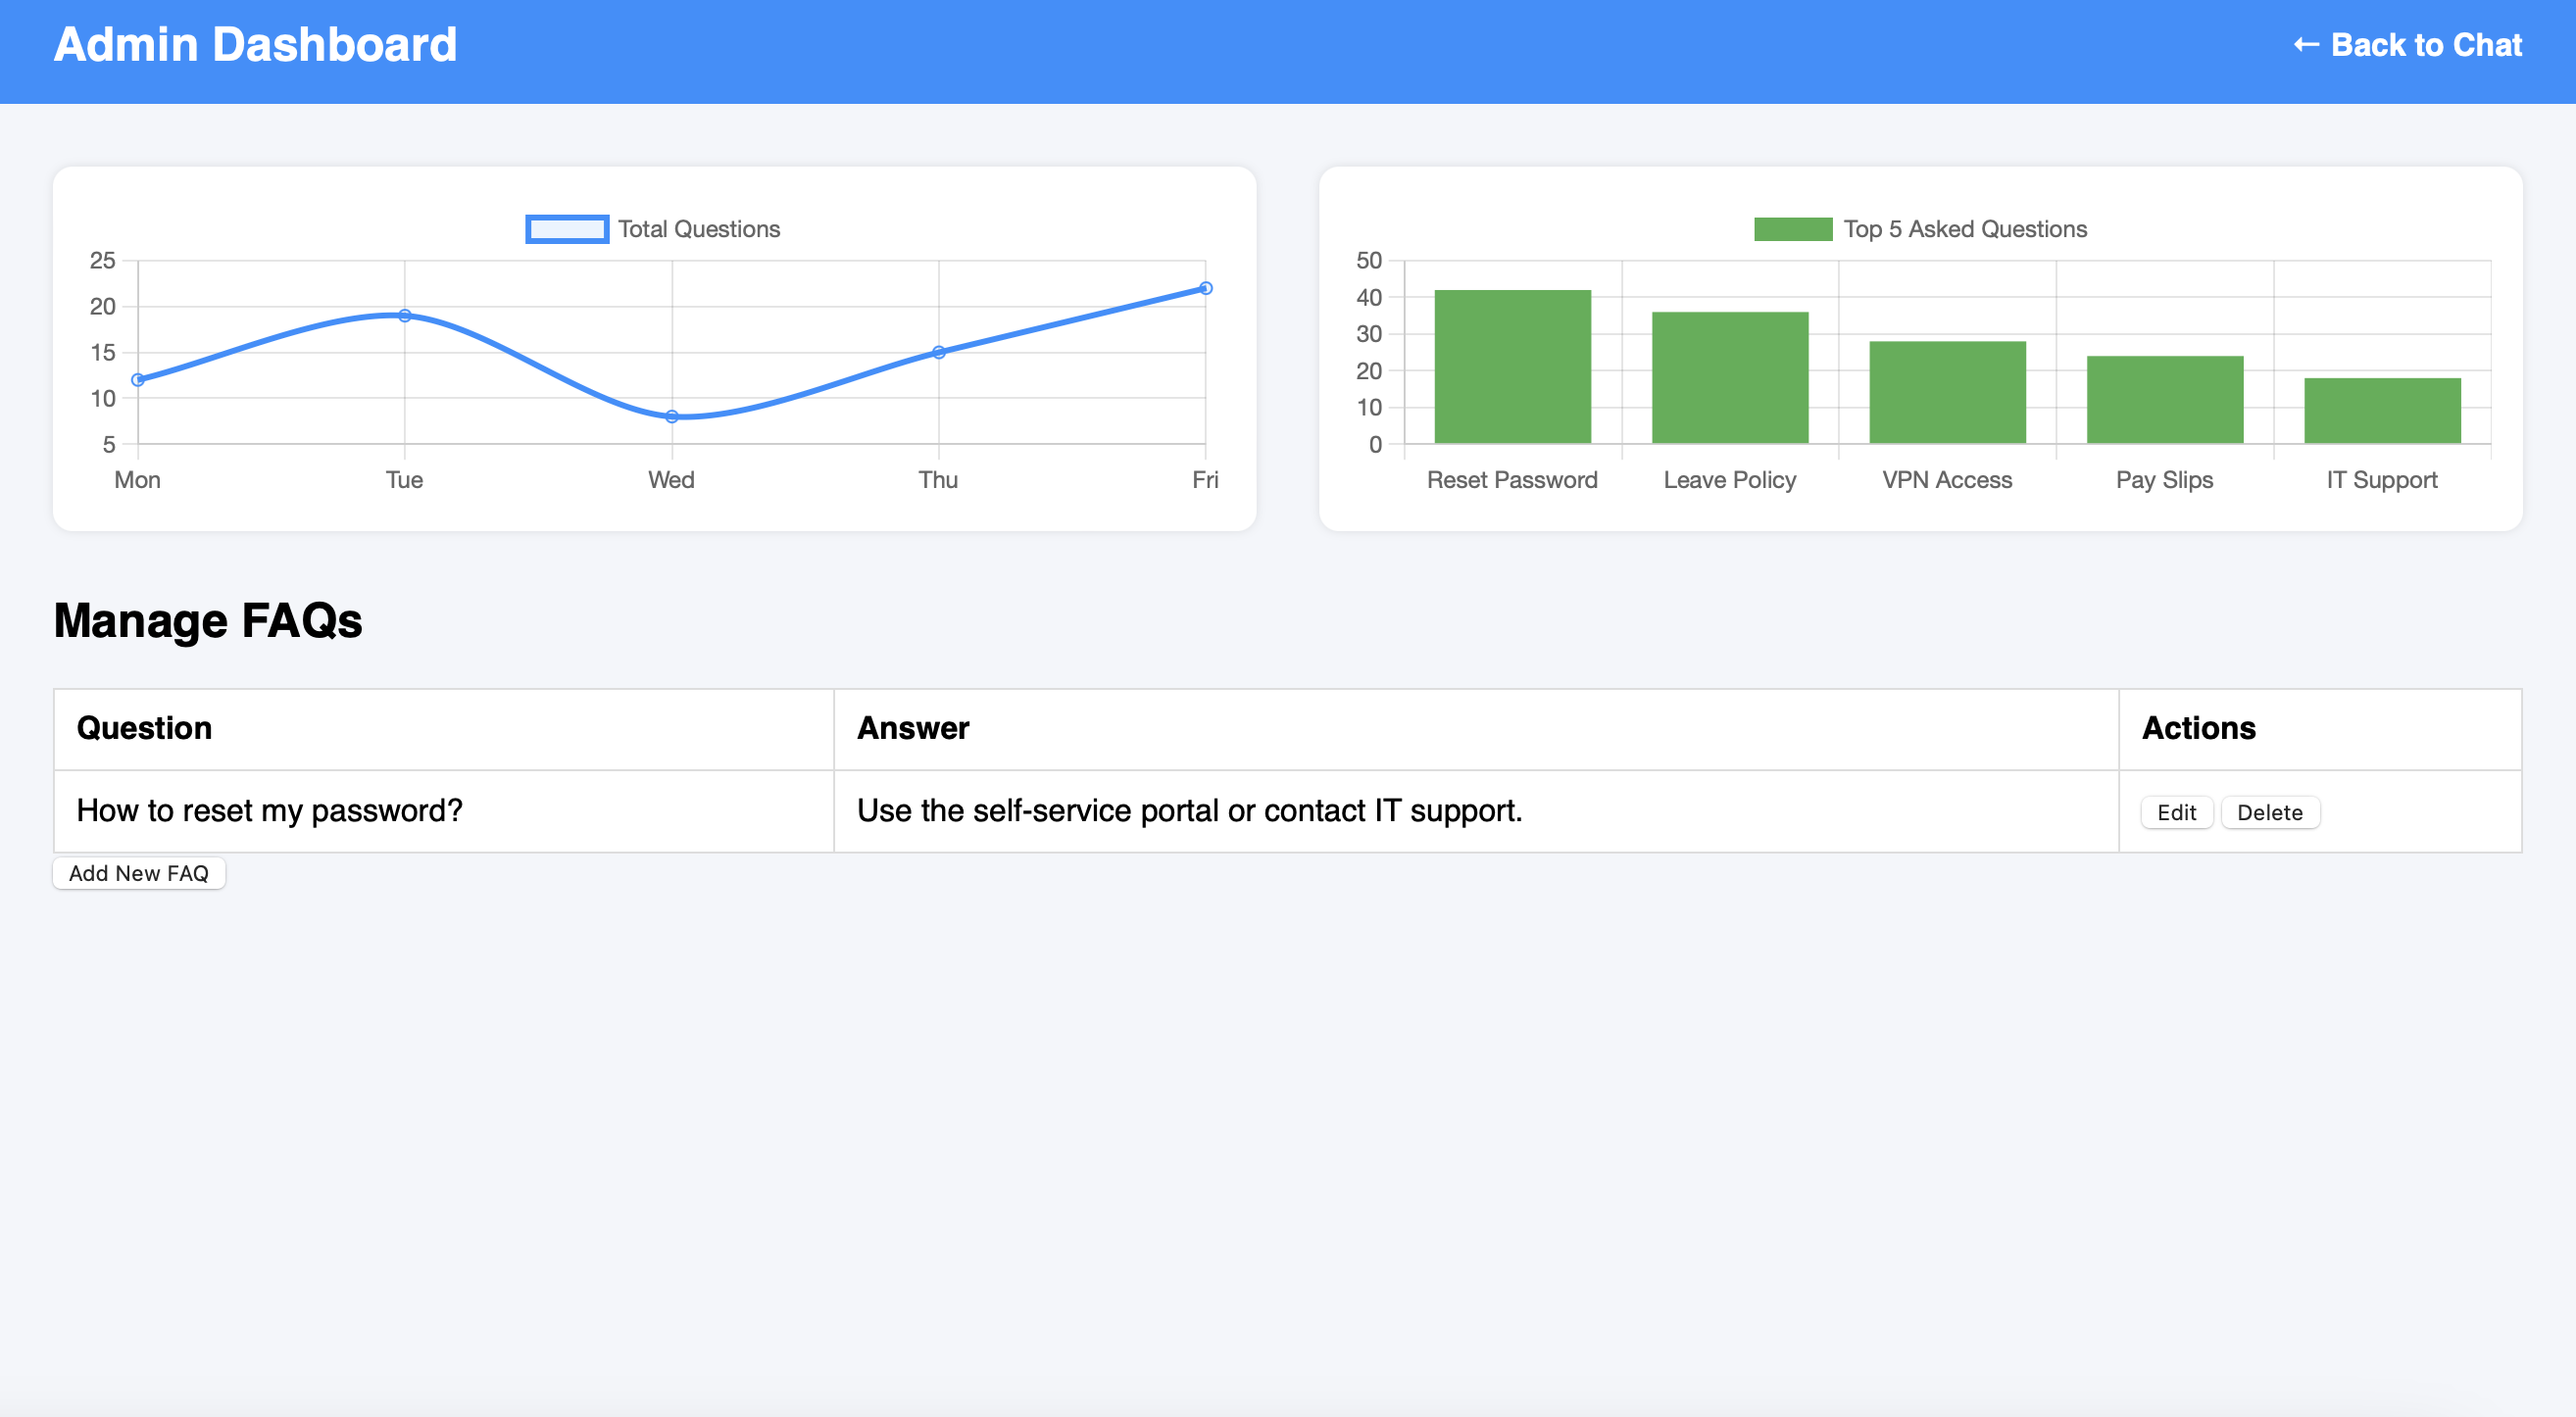 Admin Dashboard
← Back to Chat
Total Questions
25
20
15
10
5
Mon Tue Wed Thu Fri
Top 5 Asked Questions
50
40
30
20
10
0
Reset Password Leave Policy VPN Access Pay Slips IT Support
Manage FAQs
Question Answer Actions
How to reset my password? Use the self-service portal or contact IT support. Edit Delete
Add New FAQ